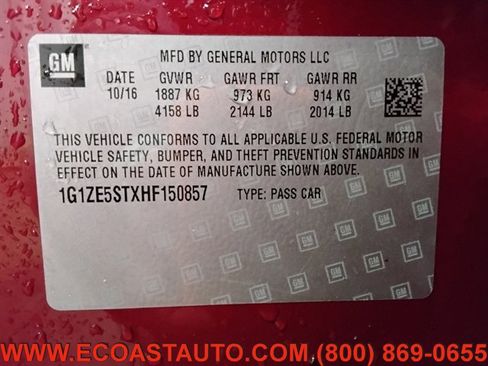 GM
MFD BY GENERAL MOTORS LLC
DATE GVWR GAWR FRT GAWR RR
10/16 1887 KG 973 KG 914 KG
4158 LB 2144 LB 2014 LB
THIS VEHICLE CONFORMS TO ALL APPLICABLE U.S. FEDERAL MOTOR
VEHICLE SAFETY, BUMPER, AND THEFT PREVENTION STANDARDS IN
EFFECT ON THE DATE OF MANUFACTURE SHOWN ABOVE.
1G1ZE5STXHF150857 TYPE: PASS CAR
WWW.ECOASTAUTO.COM (800) 869-0655